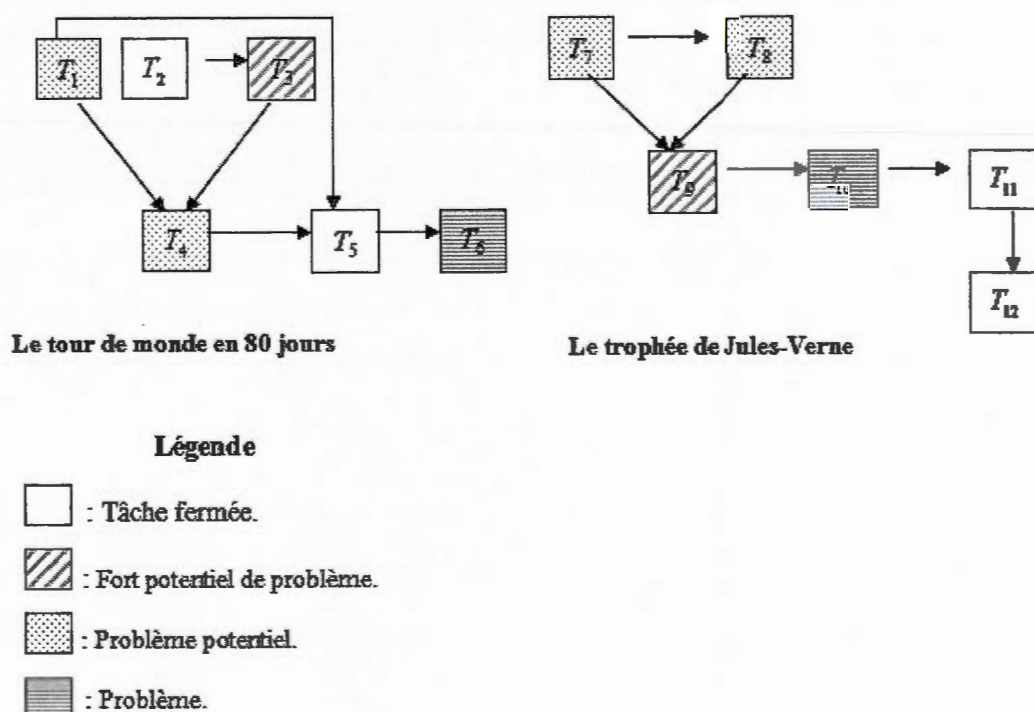 T₁ T₂ T₃
T₄ T₅ T₆
Le tour de monde en 80 jours
T₇ T₈
T₉ T₁₁
T₁₂
Le trophée de Jules-Verne
Légende
: Tâche fermée.
: Fort potentiel de problème.
: Problème potentiel.
: Problème.